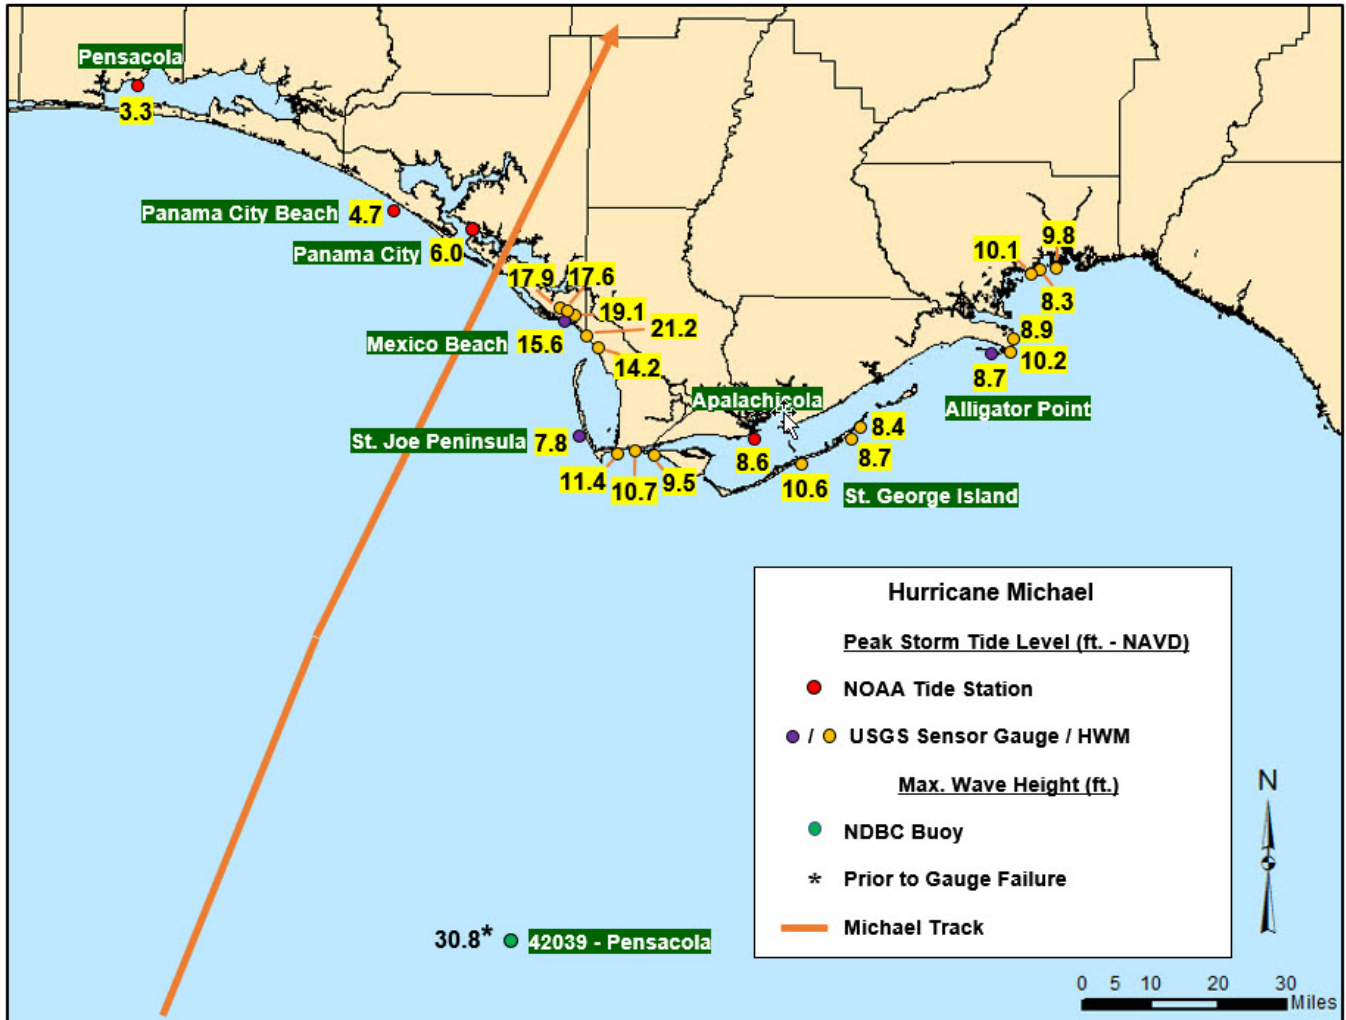 Pensacola
3.3
Panama City Beach 4.7
Panama City 6.0
17.9 17.6
19.1
21.2
Mexico Beach 15.6
14.2
10.1 9.8
8.3
8.9
10.2
8.7
Alligator Point
Apalachicola
8.6
St. Joe Peninsula 7.8
11.4 10.7 9.5
8.4
8.7
10.6
St. George Island
Hurricane Michael
Peak Storm Tide Level (ft. - NAVD)
NOAA Tide Station
/ USGS Sensor Gauge / HWM
Max. Wave Height (ft.)
NDBC Buoy
* Prior to Gauge Failure
Michael Track
N
30.8* 42039 - Pensacola
0 5 10 20 30
Miles